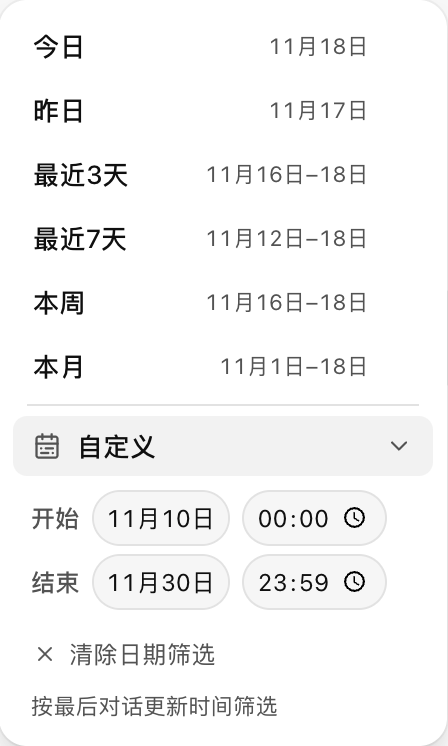 今日 11月18日
昨日 11月17日
最近3天 11月16日–18日
最近7天 11月12日–18日
本周 11月16日–18日
本月 11月1日–18日
自定义
开始 11月10日 00:00
结束 11月30日 23:59
清除日期筛选
按最后对话更新时间筛选